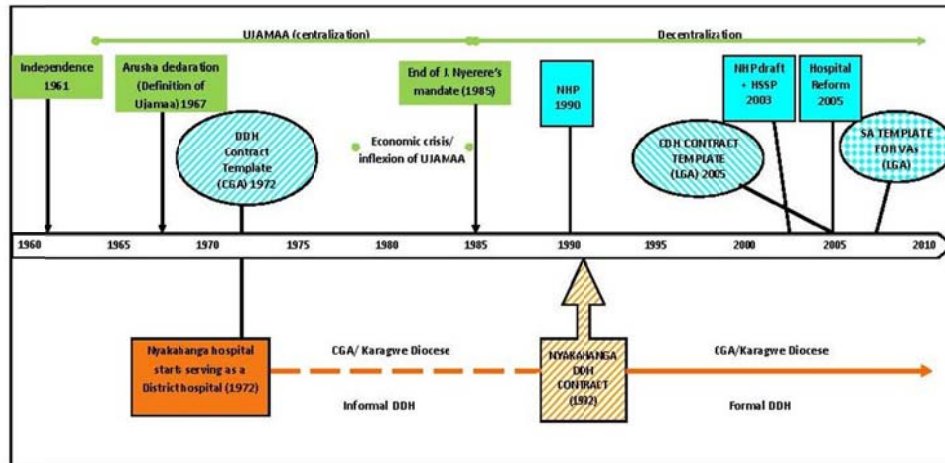 UJAMAA (centralization)
Decentralization
Independence
1961
Arusha dedaration
(Definition of
Ujamaa)1967
End of J. Nyerere's
mandate (1985)
NHP
1990
NHP draft
+ HSSP
2003
Hospital
Reform
2005
DDH
Contract
Template
(CGA) 1972
Economic crisis/
inflexion of UJAMAA
CDH CONTRACT
TEMPLATE
(LGA) 2005
SA TEMPLATE
FOR VAs
(LGA)
1960 1965 1970 1975 1980 1985 1990 1995 2000 2005 2010
Nyakahanga hospital
start serving as a
District hospital (1972)
CGA/ Karagwe Diocese
Informal DDH
NYAKAHANGA
DDH
CONTRACT
(1992)
CGA/Karagwe Diocese
Formal DDH